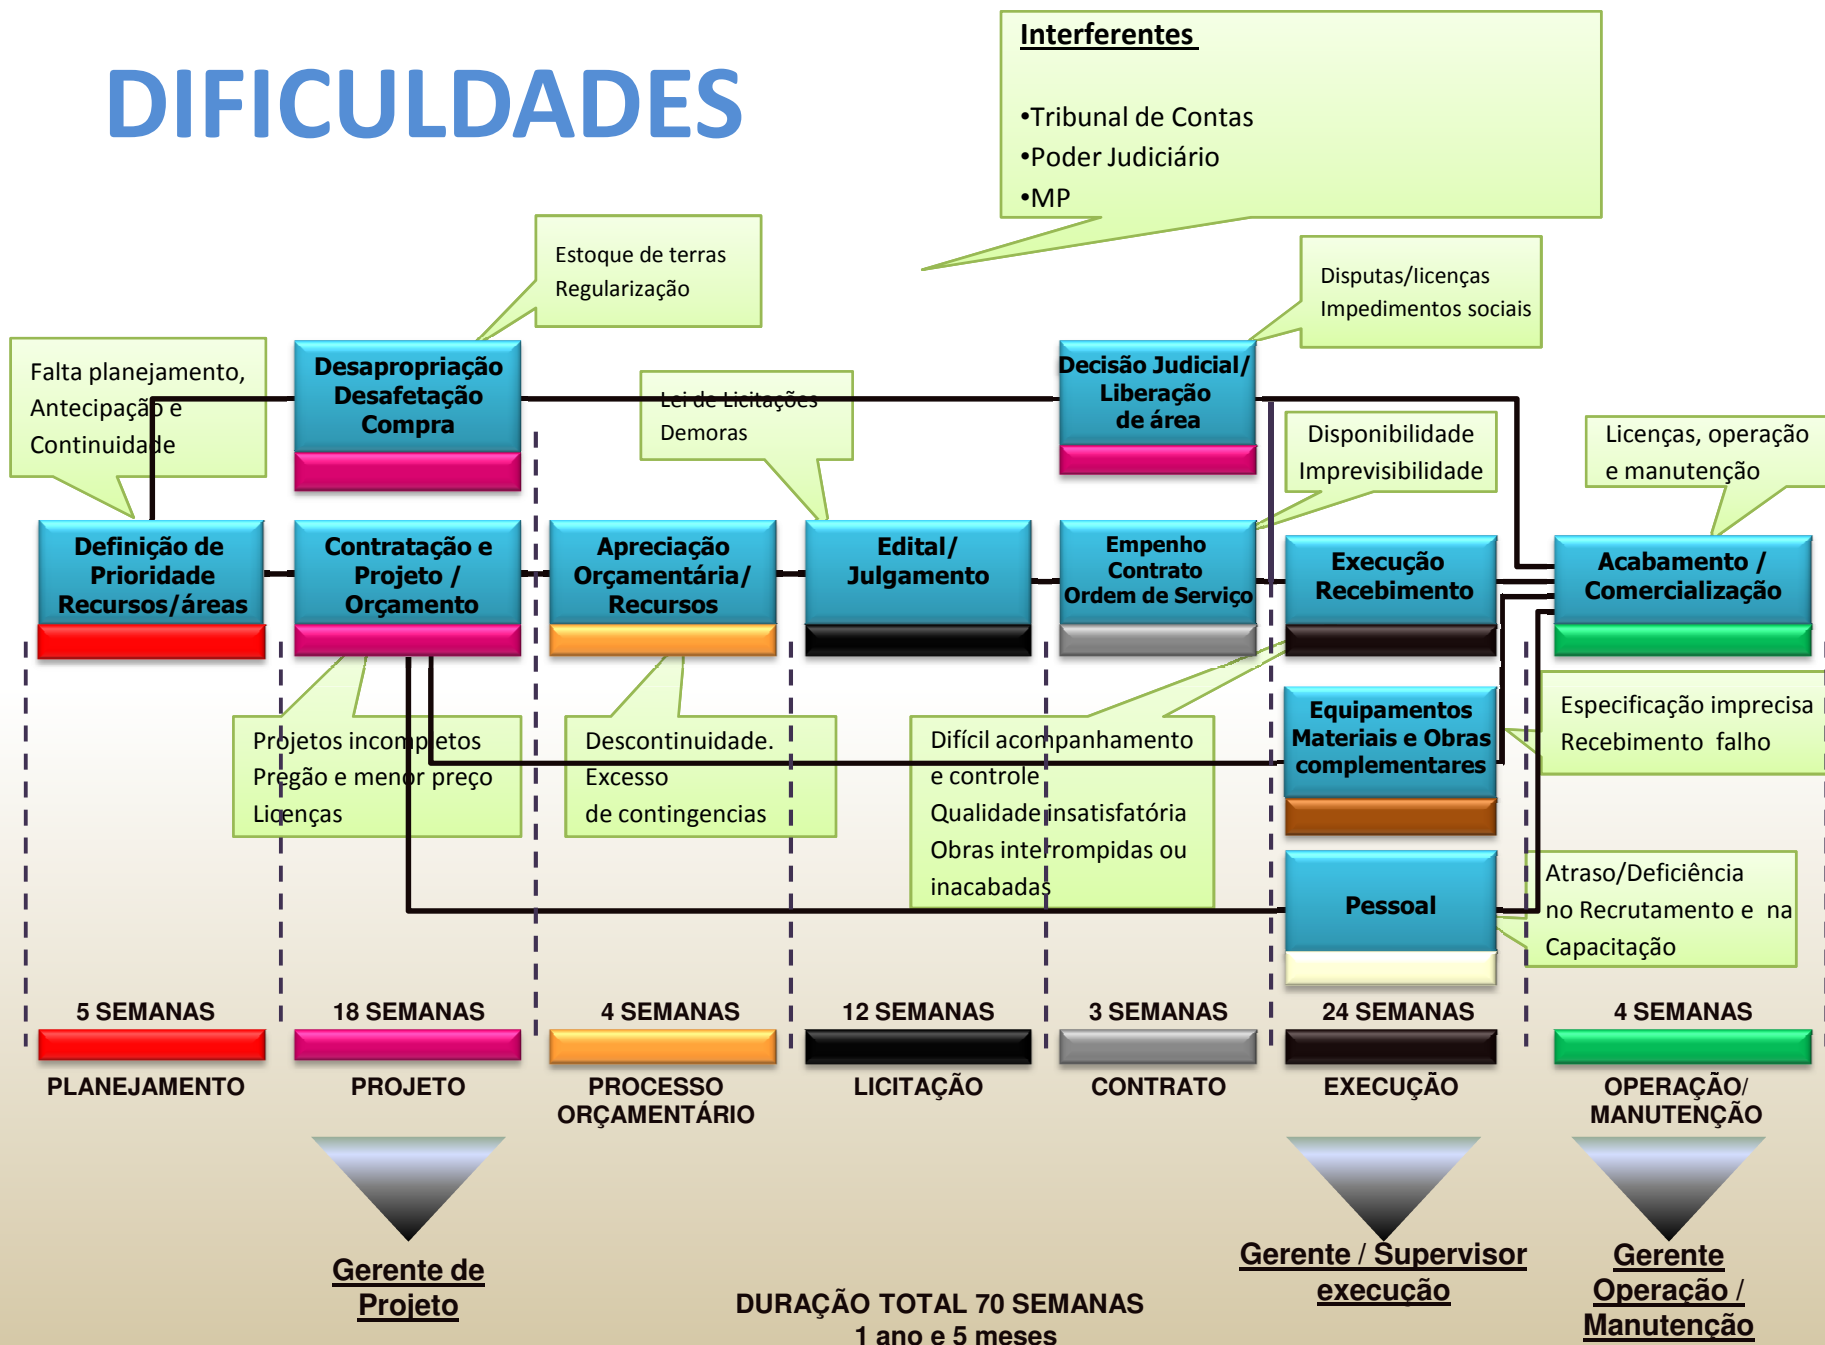 DIFICULDADES
Interferentes
•Tribunal de Contas
•Poder Judiciário
•MP
Estoque de terras
Regularização
Disputas/licenças
Impedimentos sociais
Falta planejamento,
Antecipação e
Continuidade
Desapropriação
Desafetação
Compra
Lei de Licitações
Demoras
Decisão Judicial/
Liberação
de área
Disponibilidade
Imprevisibilidade
Licenças, operação
e manutenção
Definição de
Prioridade
Recursos/áreas
Contratação e
Projeto /
Orçamento
Apreciação
Orçamentária/
Recursos
Edital/
Julgamento
Empenho
Contrato
Ordem de Serviço
Execução
Recebimento
Acabamento /
Comercialização
Projetos incompletos
Pregão e menor preço
Licenças
Descontinuidade.
Excesso
de contingencias
Difícil acompanhamento
e controle
Qualidade insatisfatória
Obras interrompidas ou
inacabadas
Equipamentos
Materiais e Obras
complementares
Especificação imprecisa
Recebimento falho
Pessoal
Atraso/Deficiência
no Recrutamento e na
Capacitação
5 SEMANAS
18 SEMANAS
4 SEMANAS
12 SEMANAS
3 SEMANAS
24 SEMANAS
4 SEMANAS
PLANEJAMENTO
PROJETO
PROCESSO
ORÇAMENTÁRIO
LICITAÇÃO
CONTRATO
EXECUÇÃO
OPERAÇÃO/
MANUTENÇÃO
Gerente de
Projeto
Gerente / Supervisor
execução
Gerente
Operação /
Manutenção
DURAÇÃO TOTAL 70 SEMANAS
1 ano e 5 meses